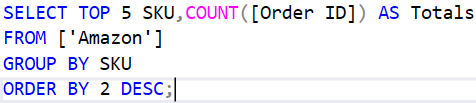 SELECT TOP 5 SKU,COUNT([Order ID]) AS Totals
FROM ['Amazon']
GROUP BY SKU
ORDER BY 2 DESC;